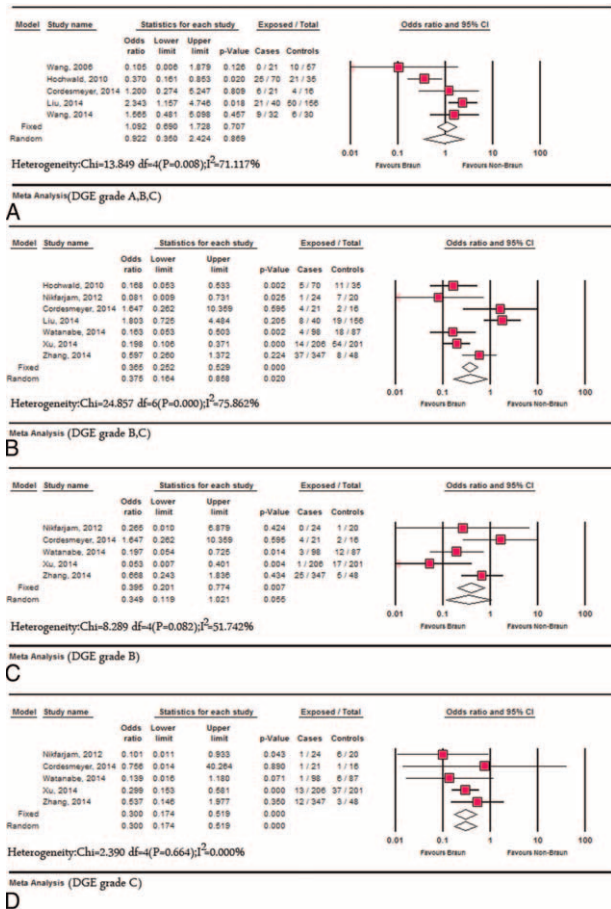 Model Study name Statistics for each study Exposed / Total Odds ratio and 95% CI
Odds ratio Lower limit Upper limit p-Value Cases Controls
Wang, 2006 0.105 0.006 1.879 0.126 0 / 21 10 / 57
Hochwald, 2010 0.370 0.161 0.853 0.020 26 / 70 21 / 35
Cordesmeyer, 2014 1.200 0.274 5.247 0.809 6 / 21 4 / 16
Liu, 2014 2.343 1.157 4.746 0.018 21 / 40 50 / 156
Wang, 2014 1.565 0.481 5.098 0.457 9 / 32 6 / 30
Fixed 1.092 0.690 1.728 0.707
Random 0.922 0.350 2.424 0.869
0.01 0.1 1 10 100
Favours Braun Favours Non-Braun
Heterogeneity:Chi=13.849 df=4(P=0.008);I²=71.117%
Meta Analysis (DGE grade A,B,C)
A
Model Study name Statistics for each study Exposed / Total Odds ratio and 95% CI
Odds ratio Lower limit Upper limit p-Value Cases Controls
Hochwald, 2010 0.168 0.053 0.533 0.002 5 / 70 11 / 35
Nikfarjam, 2012 0.081 0.009 0.731 0.025 1 / 24 7 / 20
Cordesmeyer, 2014 1.647 0.262 10.359 0.595 4 / 21 2 / 16
Liu, 2014 1.803 0.725 4.484 0.205 8 / 40 19 / 156
Watanabe, 2014 0.163 0.053 0.503 0.002 4 / 98 18 / 87
Xu, 2014 0.198 0.106 0.371 0.000 14 / 206 54 / 201
Zhang, 2014 0.597 0.260 1.372 0.224 37 / 347 8 / 48
Fixed 0.365 0.252 0.529 0.000
Random 0.375 0.164 0.858 0.020
0.01 0.1 1 10 100
Favours Braun Favours Non-Braun
Heterogeneity:Chi=24.857 df=6(P=0.000);I²=75.862%
Meta Analysis (DGE grade B,C)
B
Model Study name Statistics for each study Exposed / Total Odds ratio and 95% CI
Odds ratio Lower limit Upper limit p-Value Cases Controls
Nikfarjam, 2012 0.265 0.010 6.879 0.424 0 / 24 1 / 20
Cordesmeyer, 2014 1.647 0.262 10.359 0.595 4 / 21 2 / 16
Watanabe, 2014 0.197 0.054 0.725 0.014 3 / 98 12 / 87
Xu, 2014 0.053 0.007 0.401 0.004 1 / 206 17 / 201
Zhang, 2014 0.668 0.243 1.836 0.434 25 / 347 5 / 48
Fixed 0.395 0.201 0.774 0.007
Random 0.349 0.119 1.021 0.055
0.01 0.1 1 10 100
Favours Braun Favours Non-Braun
Heterogeneity:Chi=8.289 df=4(P=0.082);I²=51.742%
Meta Analysis (DGE grade B)
C
Model Study name Statistics for each study Exposed / Total Odds ratio and 95% CI
Odds ratio Lower limit Upper limit p-Value Cases Controls
Nikfarjam, 2012 0.101 0.011 0.933 0.043 1 / 24 6 / 20
Cordesmeyer, 2014 0.756 0.014 40.264 0.890 1 / 21 1 / 16
Watanabe, 2014 0.139 0.016 1.180 0.071 1 / 98 6 / 87
Xu, 2014 0.299 0.153 0.581 0.000 13 / 206 37 / 201
Zhang, 2014 0.537 0.146 1.977 0.350 12 / 347 3 / 48
Fixed 0.300 0.174 0.519 0.000
Random 0.300 0.174 0.519 0.000
0.01 0.1 1 10 100
Favours Braun Favours Non-Braun
Heterogeneity:Chi=2.390 df=4(P=0.664);I²=0.000%
Meta Analysis (DGE grade C)
D